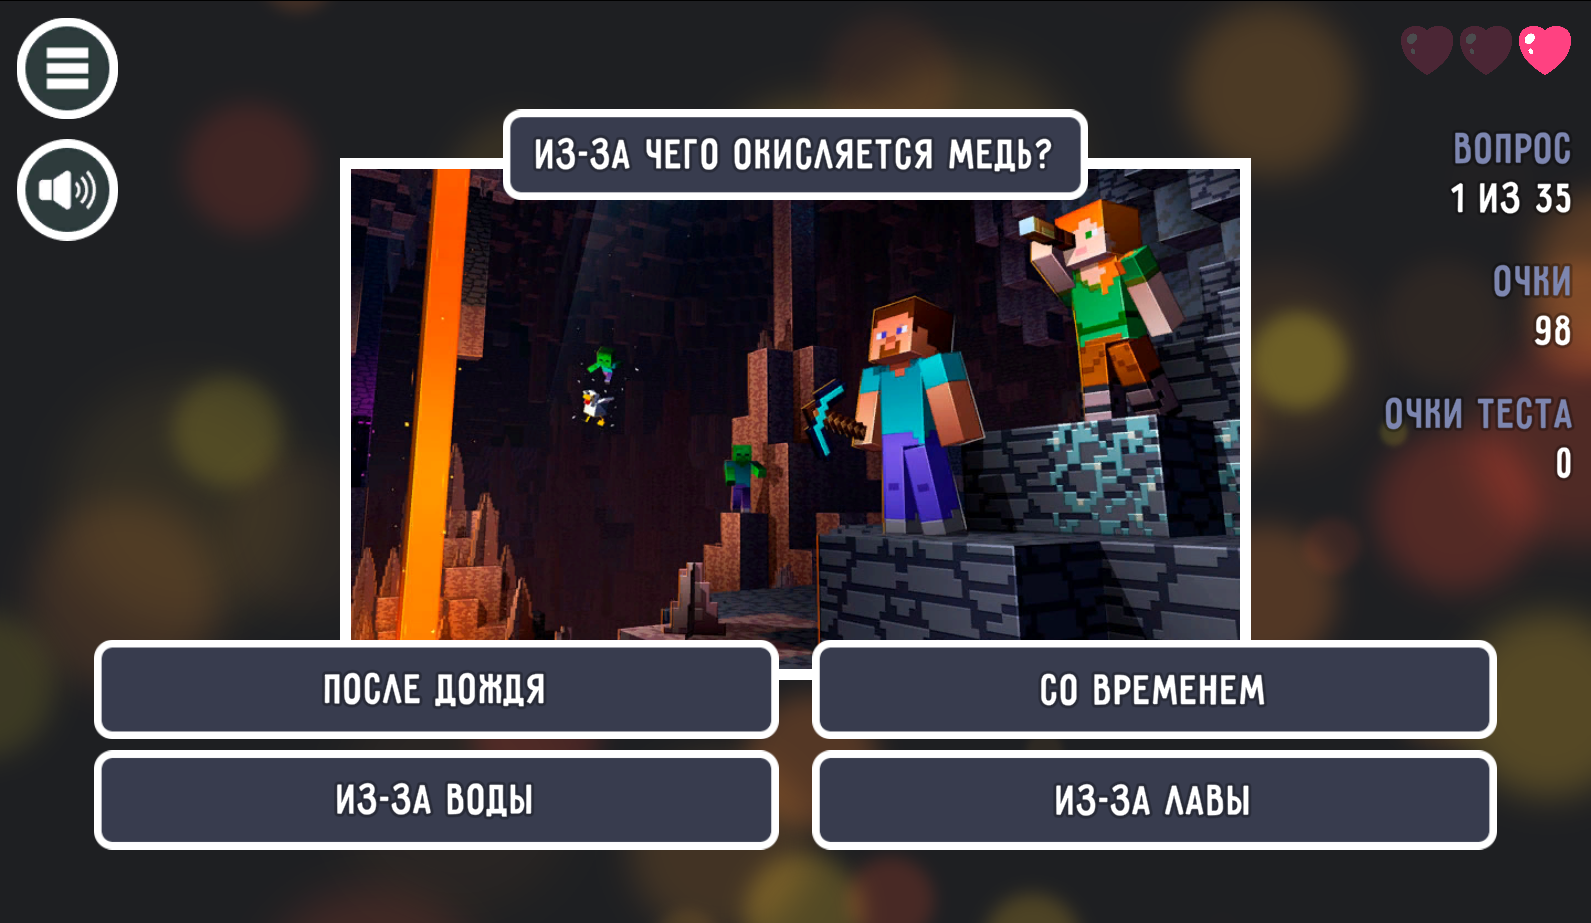 ИЗ-ЗА ЧЕГО ОКИСЛЯЕТСЯ МЕДЬ?
ВОПРОС
1 ИЗ 35
ОЧКИ
98
ОЧКИ ТЕСТА
0
ПОСЛЕ ДОЖДЯ
СО ВРЕМЕНЕМ
ИЗ-ЗА ВОДЫ
ИЗ-ЗА ЛАВЫ